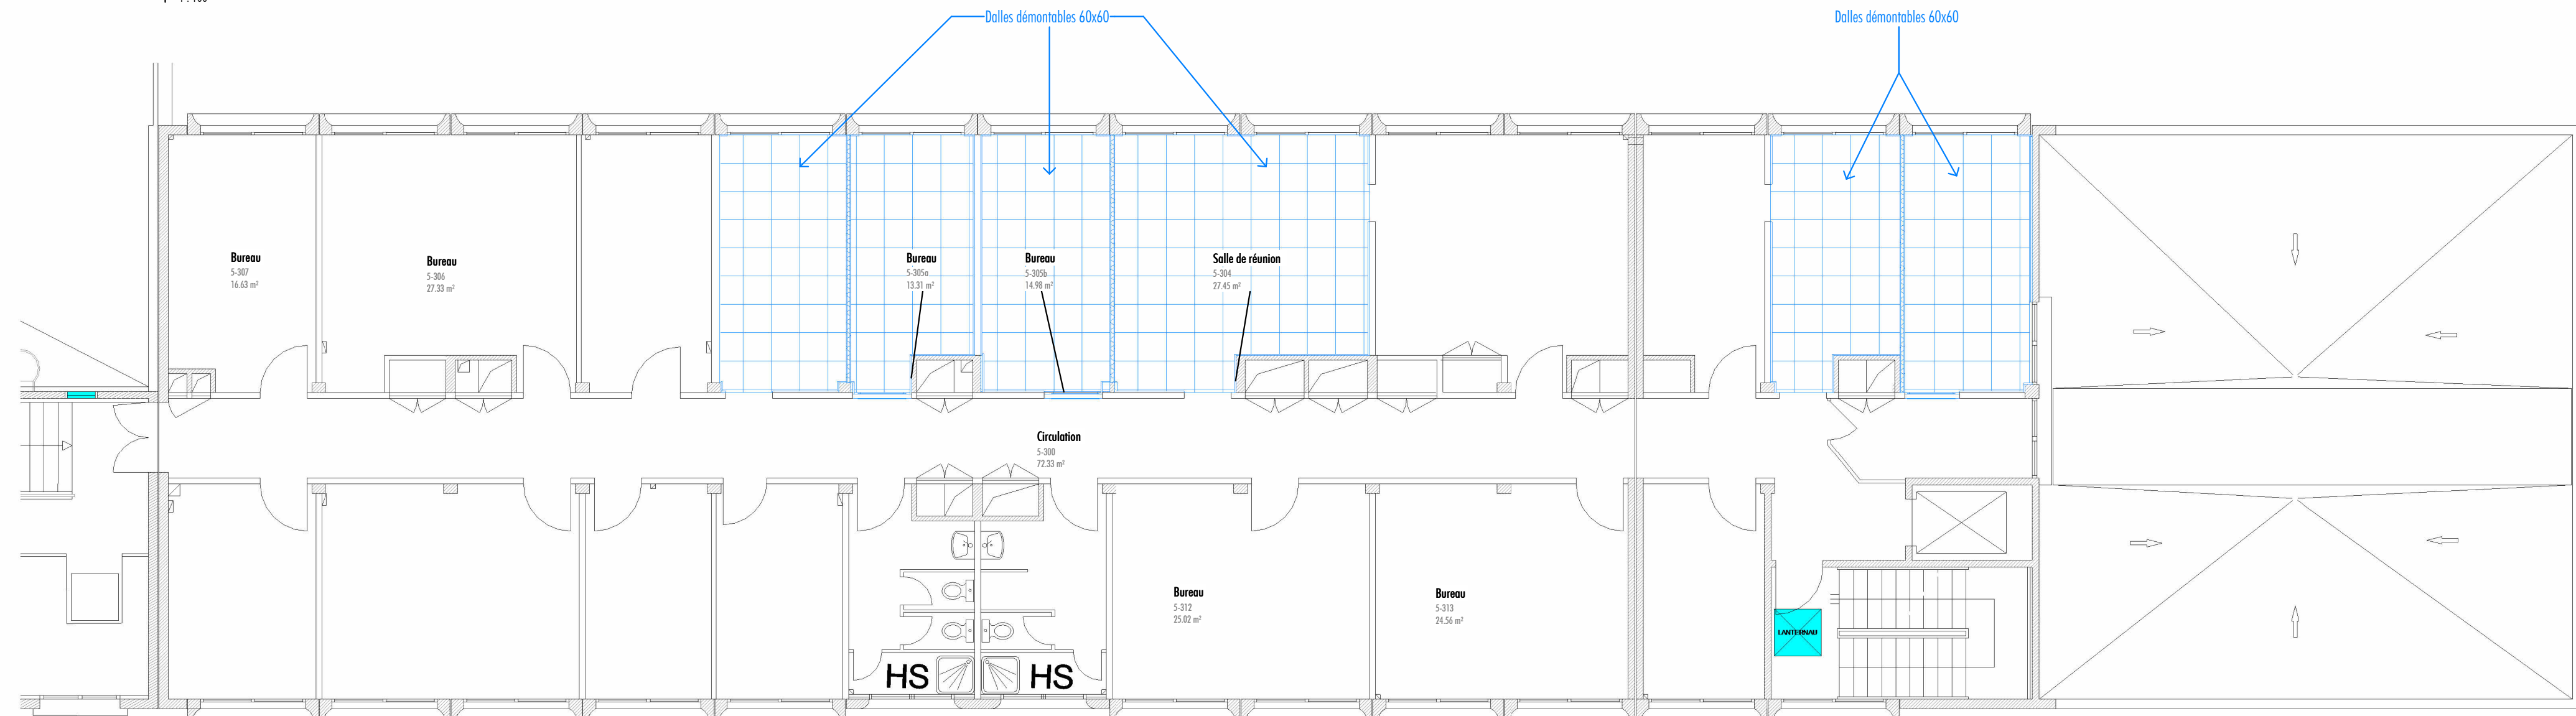 Dalles démontables 60x60
Dalles démontables 60x60
Bureau
5-307
16.63 m²
Bureau
5-306
27.33 m²
Bureau
5-305a
13.31 m²
Bureau
5-305b
14.98 m²
Salle de réunion
5-304
27.45 m²
Circulation
5-300
72.33 m²
Bureau
5-312
25.02 m²
Bureau
5-313
24.56 m²
LANTERNAU
HS
HS